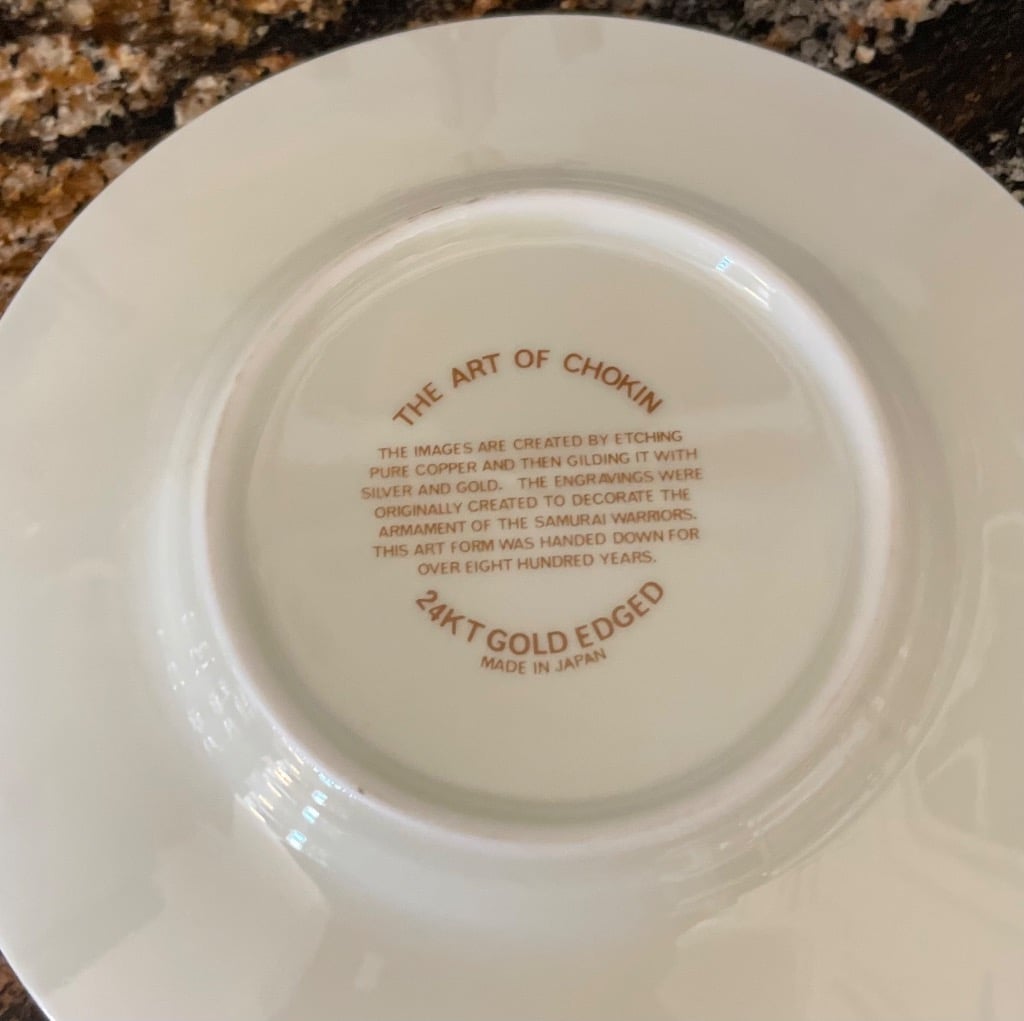 THE ART OF CHOKIN
THE IMAGES ARE CREATED BY ETCHING
PURE COPPER AND THEN GILDING IT WITH
SILVER AND GOLD. THE ENGRAVINGS WERE
ORIGINALLY CREATED TO DECORATE THE
ARMAMENT OF THE SAMURAI WARRIORS.
THIS ART FORM WAS HANDED DOWN FOR
OVER EIGHT HUNDRED YEARS.
24KT GOLD EDGED
MADE IN JAPAN